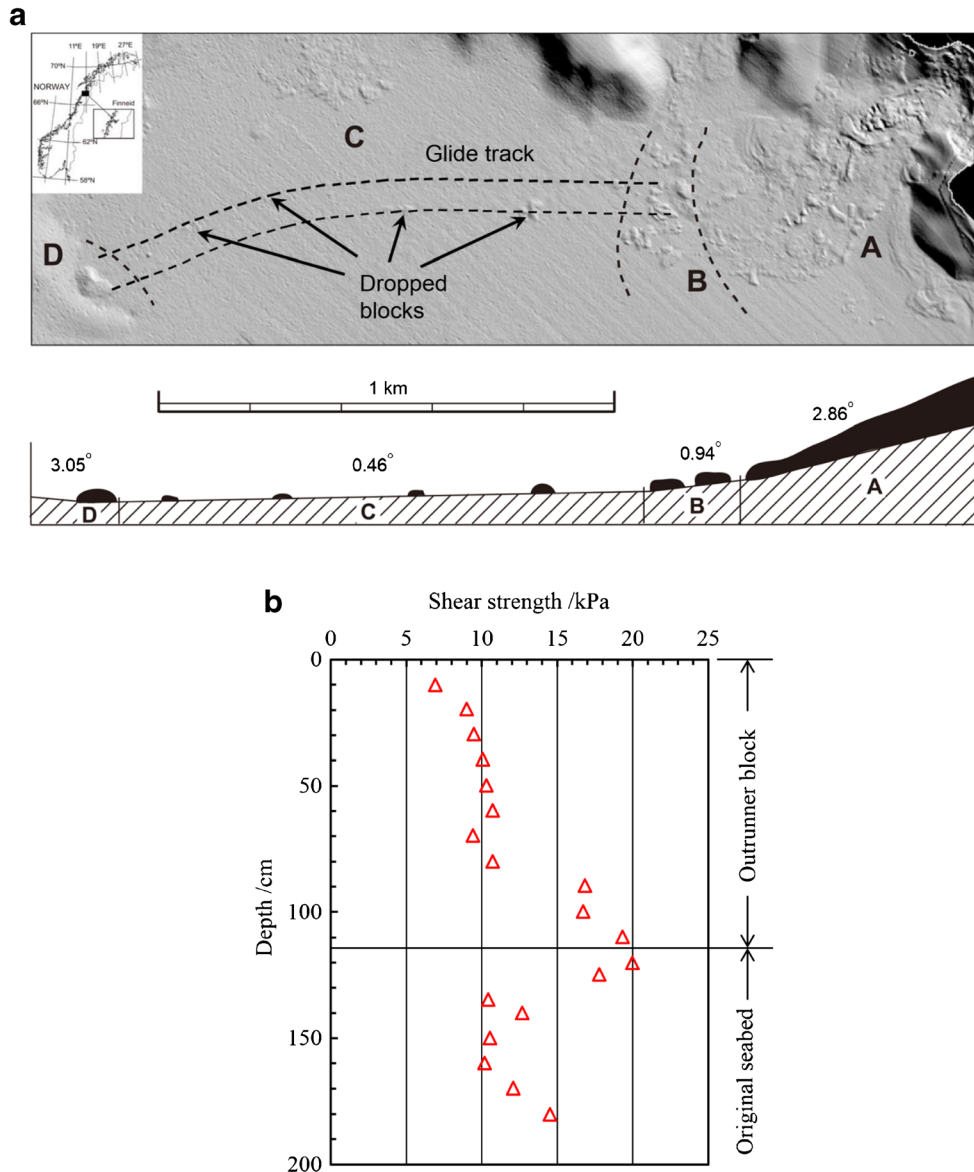 a
11°E 19°E 27°E
70°N
NORWAY
66°N
Finneid
62°N
58°N
C
Glide track
D
Dropped
blocks
B
A
1 km
3.05°
0.46°
0.94°
2.86°
D
C
B
A
b
Shear strength /kPa
0 5 10 15 20 25
0
50
100
150
200
Depth /cm
Outrunner block
Original seabed